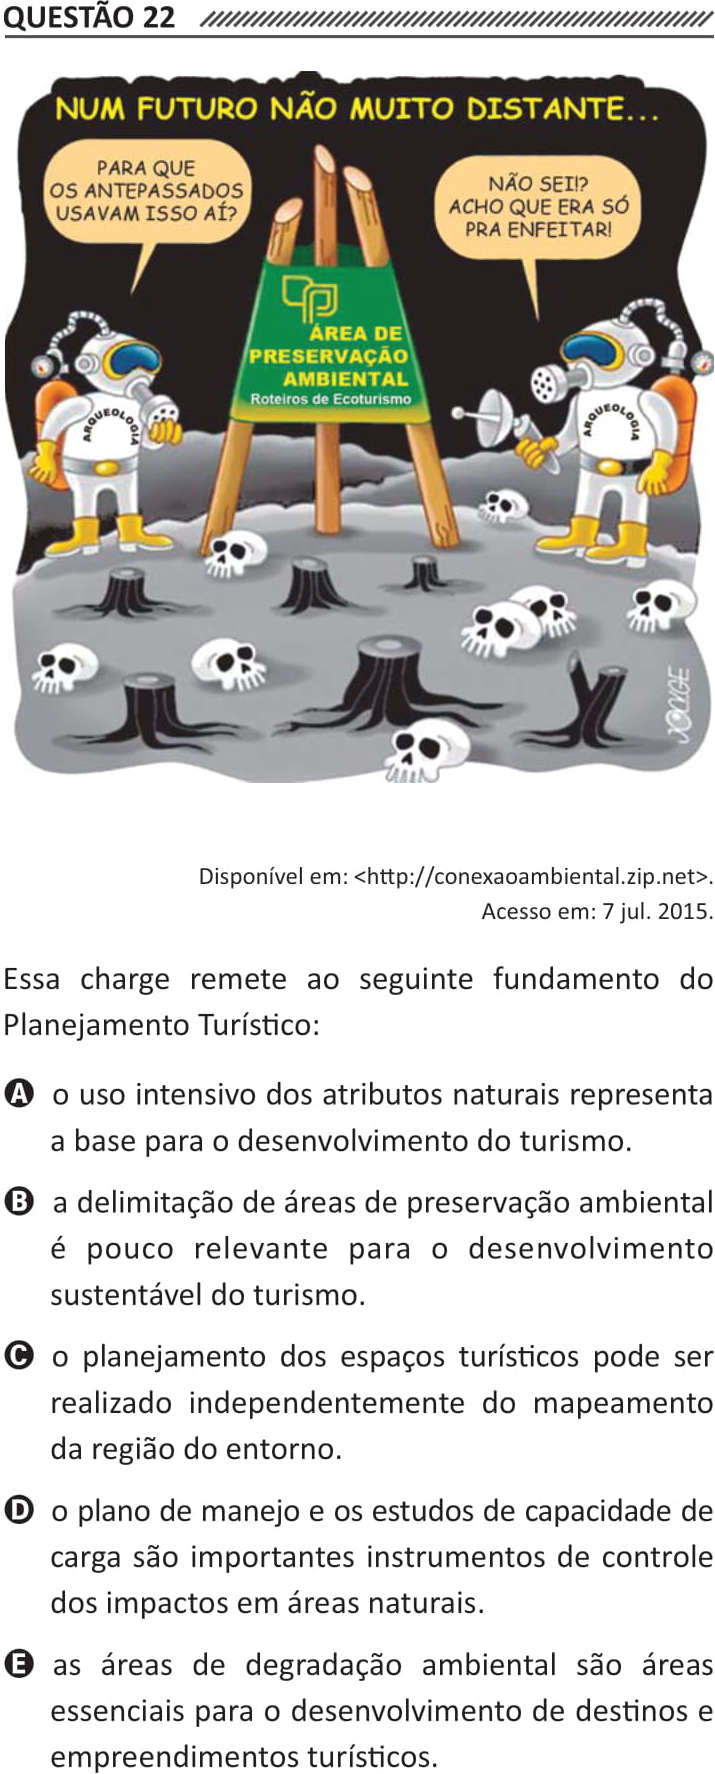 QUESTÃO 22
NUM FUTURO NÃO MUITO DISTANTE...
PARA QUE
OS ANTEPASSADOS
USAVAM ISSO AÍ?
NÃO SEI!?
ACHO QUE ERA SÓ
PRA ENFEITAR!
ÁREA DE
PRESERVAÇÃO
AMBIENTAL
Roteiros de Ecoturismo
ARQUEOLOGIA
ARQUEOLOGIA
Disponível em: <http://conexaoambiental.zip.net>.
Acesso em: 7 jul. 2015.
Essa charge remete ao seguinte fundamento do
Planejamento Turístico:
A o uso intensivo dos atributos naturais representa
a base para o desenvolvimento do turismo.
B a delimitação de áreas de preservação ambiental
é pouco relevante para o desenvolvimento
sustentável do turismo.
C o planejamento dos espaços turísticos pode ser
realizado independentemente do mapeamento
da região do entorno.
D o plano de manejo e os estudos de capacidade de
carga são importantes instrumentos de controle
dos impactos em áreas naturais.
E as áreas de degradação ambiental são áreas
essenciais para o desenvolvimento de destinos e
empreendimentos turísticos.